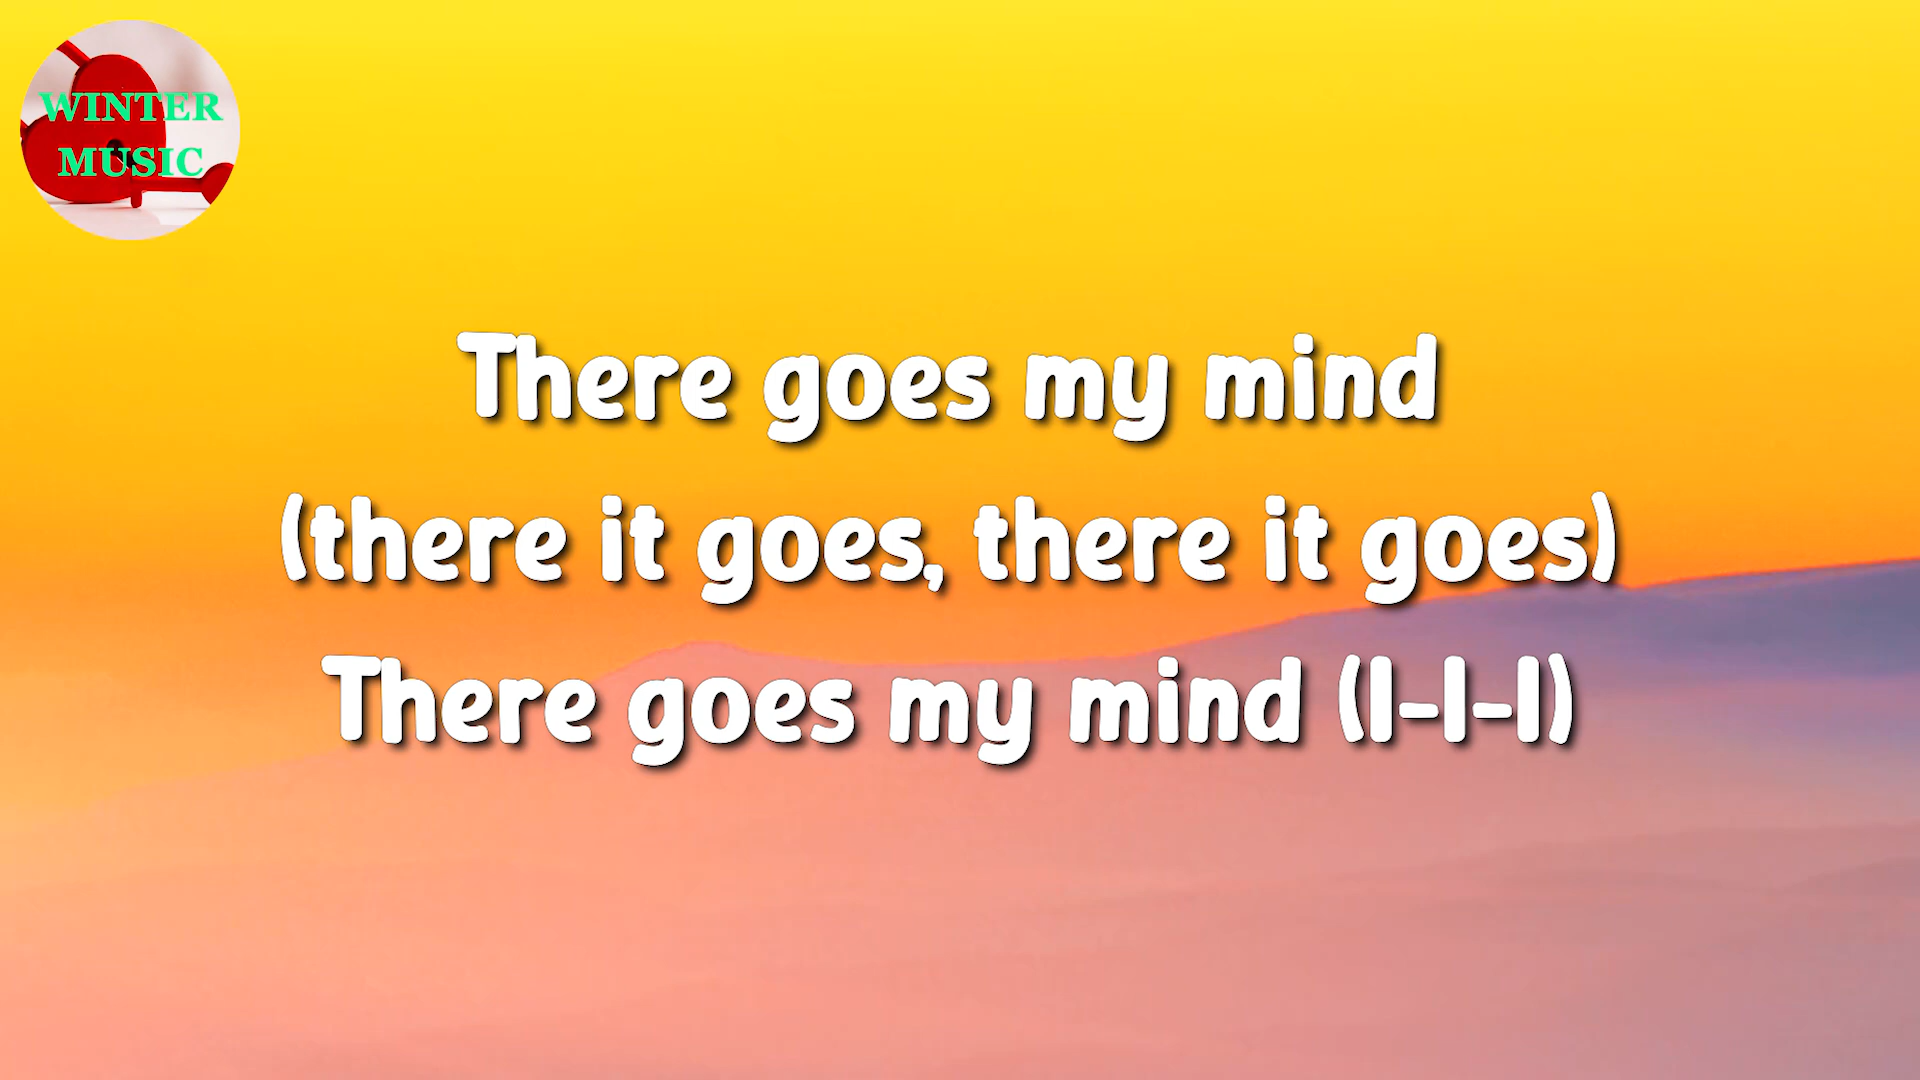 WINTER
MUSIC
There goes my mind
(there it goes, there it goes)
There goes my mind (I-I-I)